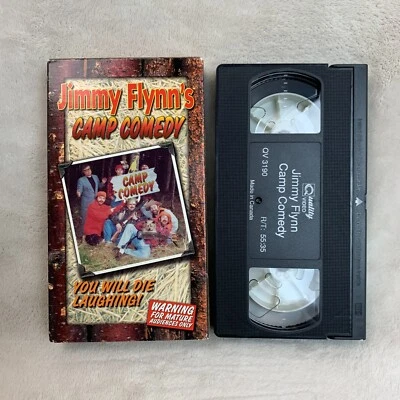 Jimmy Flynn's
CAMP COMEDY
CAMP
COMEDY
YOU WILL DIE
LAUGHING!
WARNING
FOR MATURE
AUDIENCES ONLY
Quality
VIDEO
QV 3190
Jimmy Flynn
Camp Comedy
Made in Canada
R/T: 55:35